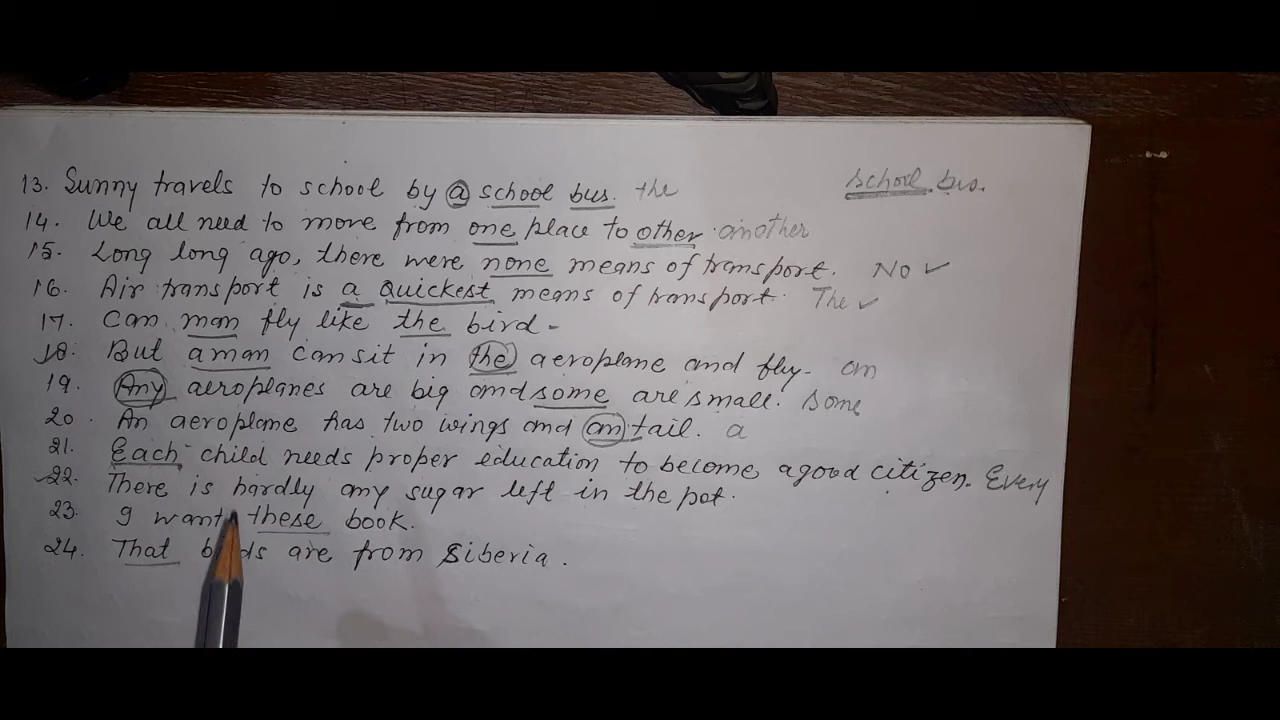 13. Sunny travels to school by a school bus. the school bus.
14. We all need to more from one place to other. another
15. Long long ago, there were none means of transport. No ✓
16. Air transport is a quickest means of transport. The ✓
17. Can man fly like the bird.
18. But a man can sit in the aeroplane and fly. an
19. Any aeroplanes are big and some are small. Some
20. An aeroplane has two wings and an tail. a
21. Each child needs proper education to become a good citizen. Every
22. There is hardly any sugar left in the pot.
23. I want these book.
24. That birds are from Siberia.